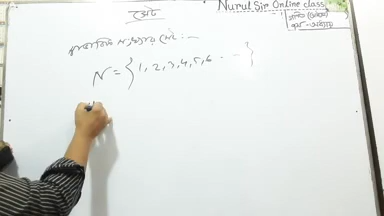 সেট
Nurul Sir Online class
স্বাভাবিক সংখ্যার সেট:—
N = {1, 2, 3, 4, 5, 6 - - - }